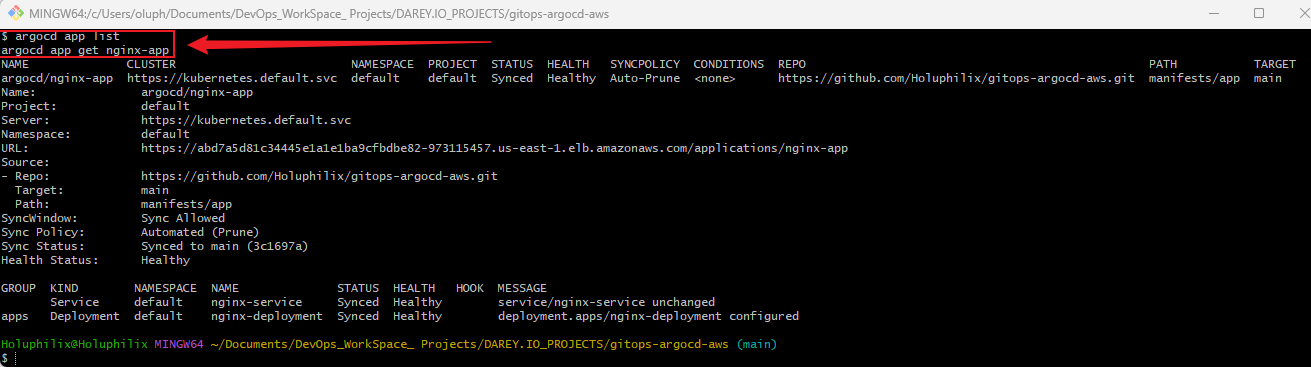 MINGW64:/c/Users/oluph/Documents/DevOps_WorkSpace_ Projects/DAREY.IO_PROJECTS/gitops-argocd-aws
$ argocd app list
argocd app get nginx-app
NAME CLUSTER NAMESPACE PROJECT STATUS HEALTH SYNCPOLICY CONDITIONS REPO PATH TARGET
argocd/nginx-app https://kubernetes.default.svc default default Synced Healthy Auto-Prune <none> https://github.com/Holuphilix/gitops-argocd-aws.git manifests/app main
Name: argocd/nginx-app
Project: default
Server: https://kubernetes.default.svc
Namespace: default
URL: https://abd7a5d81c34445e1a1e1ba9cfbdbe82-973115457.us-east-1.elb.amazonaws.com/applications/nginx-app
Source:
- Repo: https://github.com/Holuphilix/gitops-argocd-aws.git
Target: main
Path: manifests/app
SyncWindow: Sync Allowed
Sync Policy: Automated (Prune)
Sync Status: Synced to main (3c1697a)
Health Status: Healthy
GROUP KIND NAMESPACE NAME STATUS HEALTH HOOK MESSAGE
Service default nginx-service Synced Healthy service/nginx-service unchanged
apps Deployment default nginx-deployment Synced Healthy deployment.apps/nginx-deployment configured
Holuphilix@Holuphilix MINGW64 ~/Documents/DevOps_WorkSpace_ Projects/DAREY.IO_PROJECTS/gitops-argocd-aws (main)
$